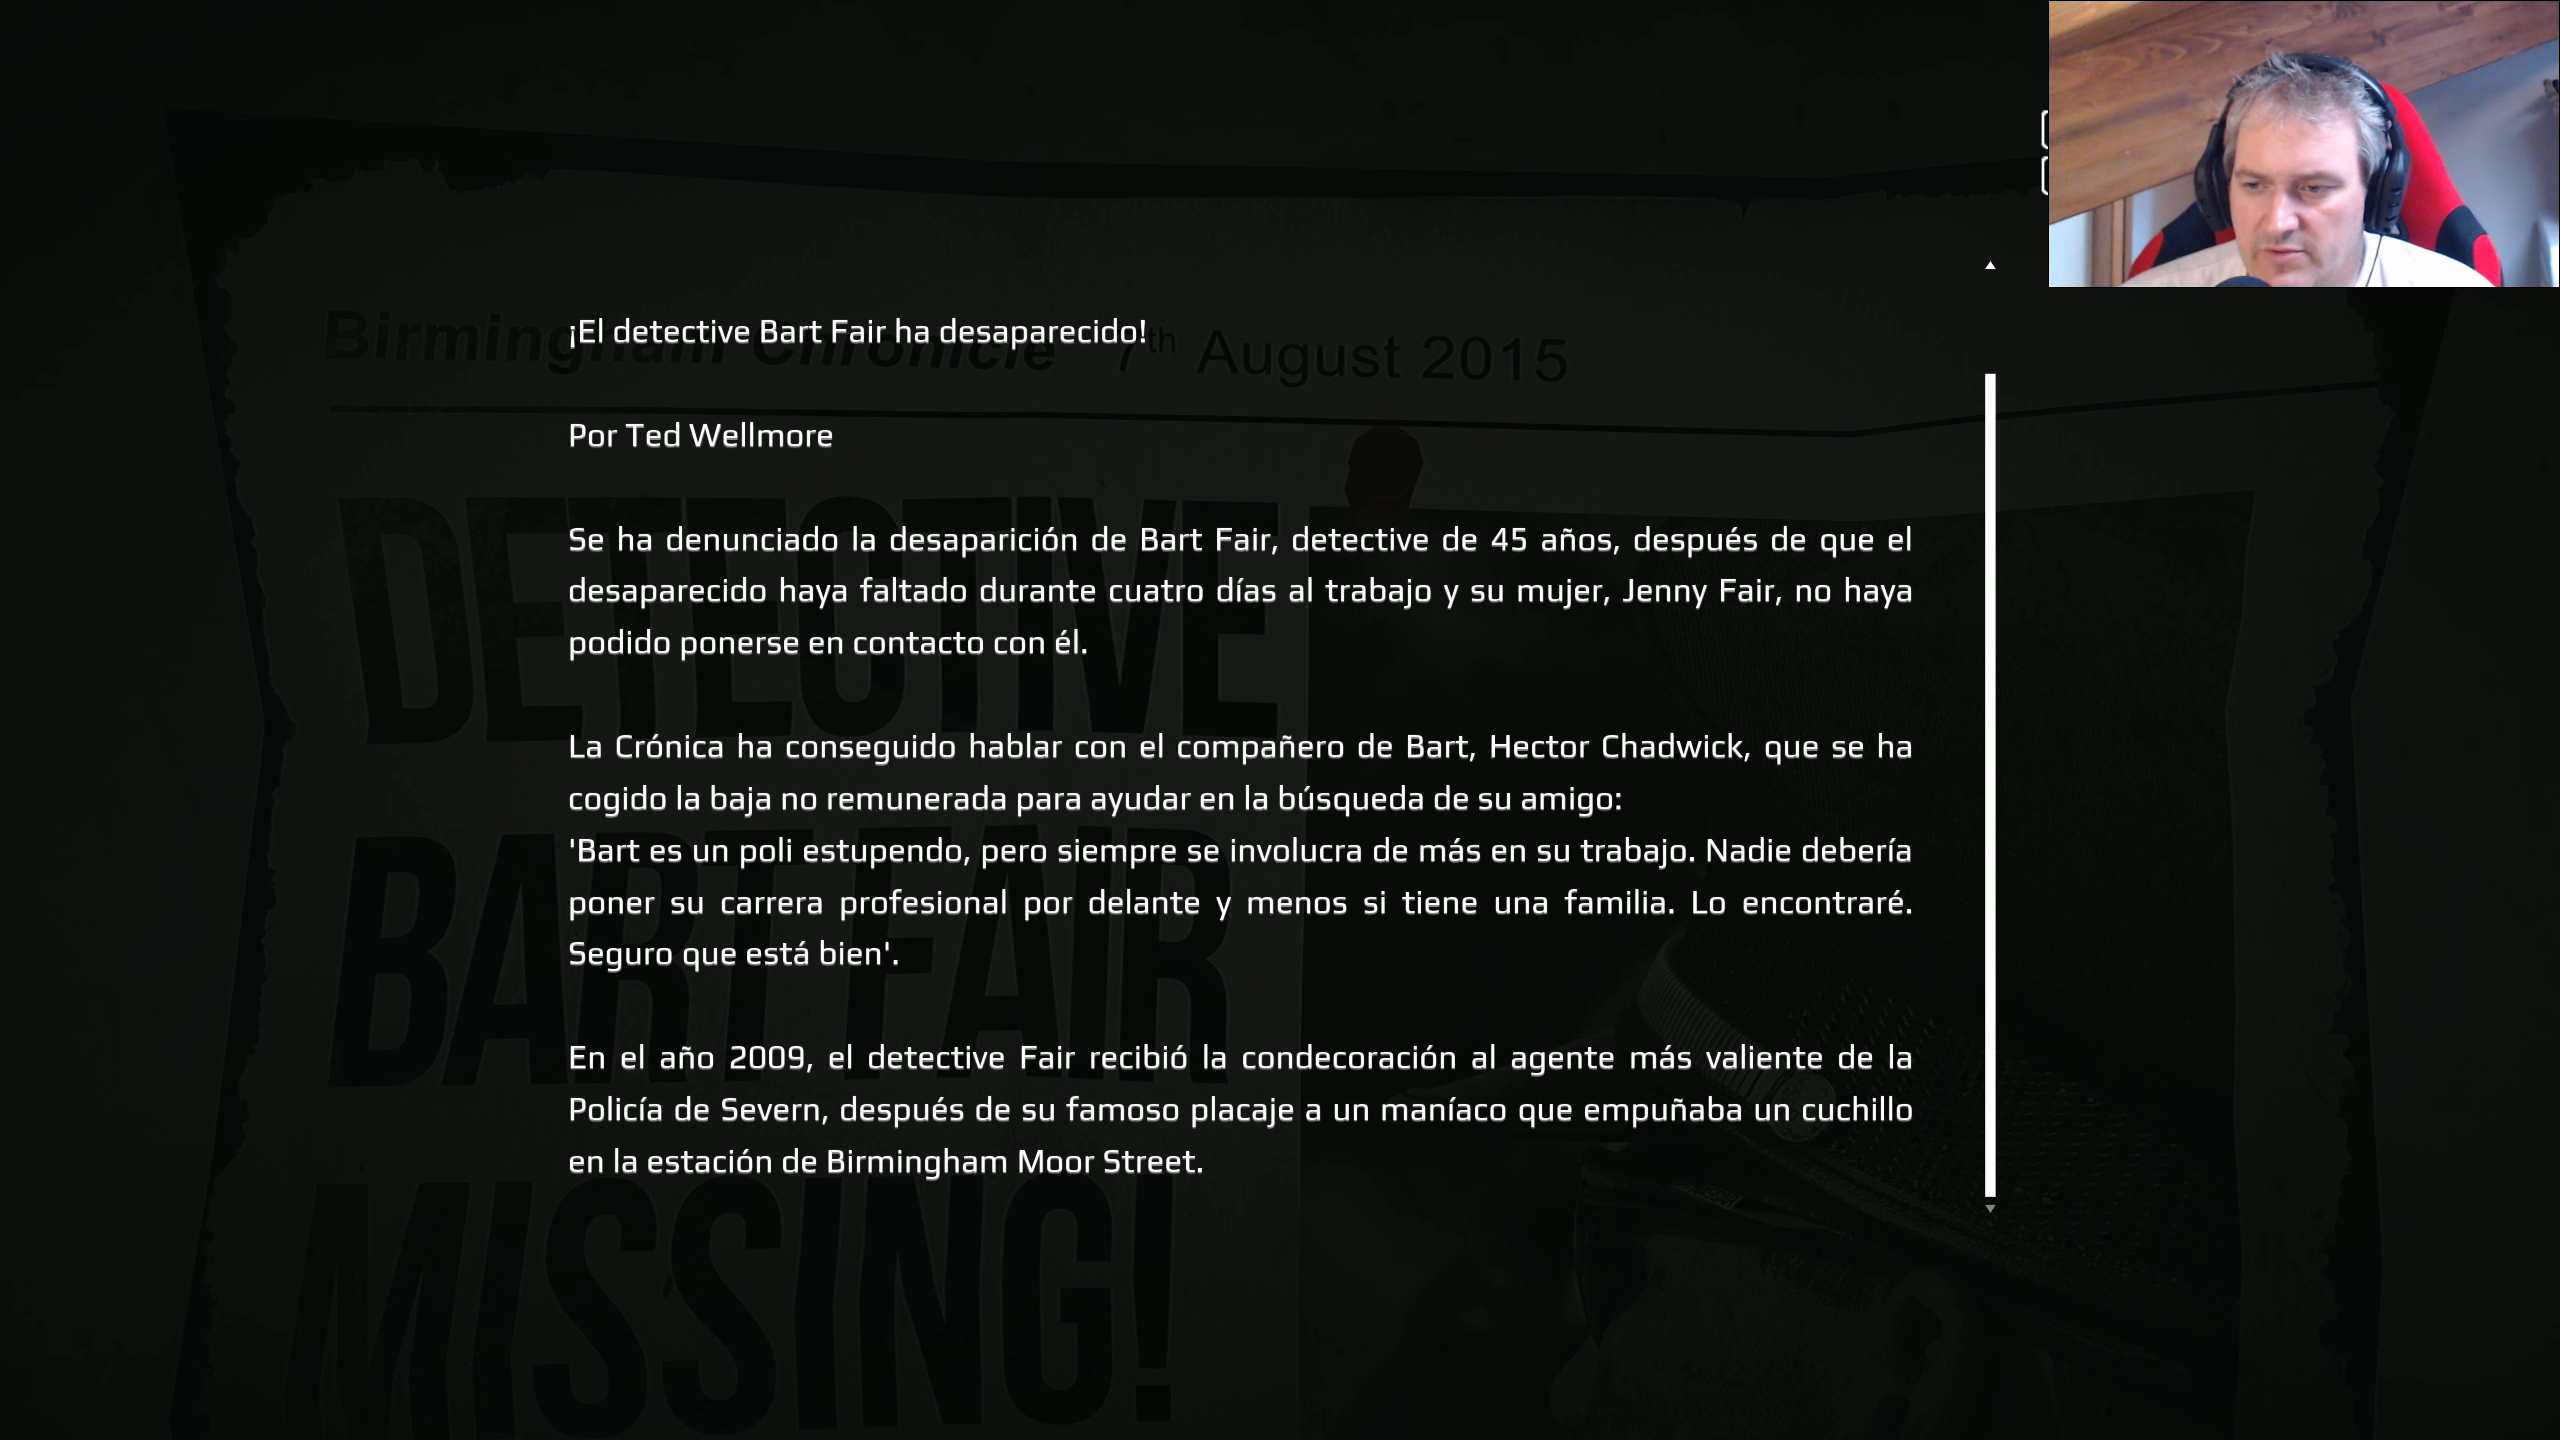 ¡El detective Bart Fair ha desaparecido!
Birmingham Chronicle 7th August 2015
Por Ted Wellmore
DETECTIVE
Se ha denunciado la desaparición de Bart Fair, detective de 45 años, después de que el
desaparecido haya faltado durante cuatro días al trabajo y su mujer, Jenny Fair, no haya
podido ponerse en contacto con él.
La Crónica ha conseguido hablar con el compañero de Bart, Hector Chadwick, que se ha
cogido la baja no remunerada para ayudar en la búsqueda de su amigo:
'Bart es un poli estupendo, pero siempre se involucra de más en su trabajo. Nadie debería
poner su carrera profesional por delante y menos si tiene una familia. Lo encontraré.
Seguro que está bien'.
BART FAIR
En el año 2009, el detective Fair recibió la condecoración al agente más valiente de la
Policía de Severn, después de su famoso placaje a un maníaco que empuñaba un cuchillo
en la estación de Birmingham Moor Street.
MISSING!